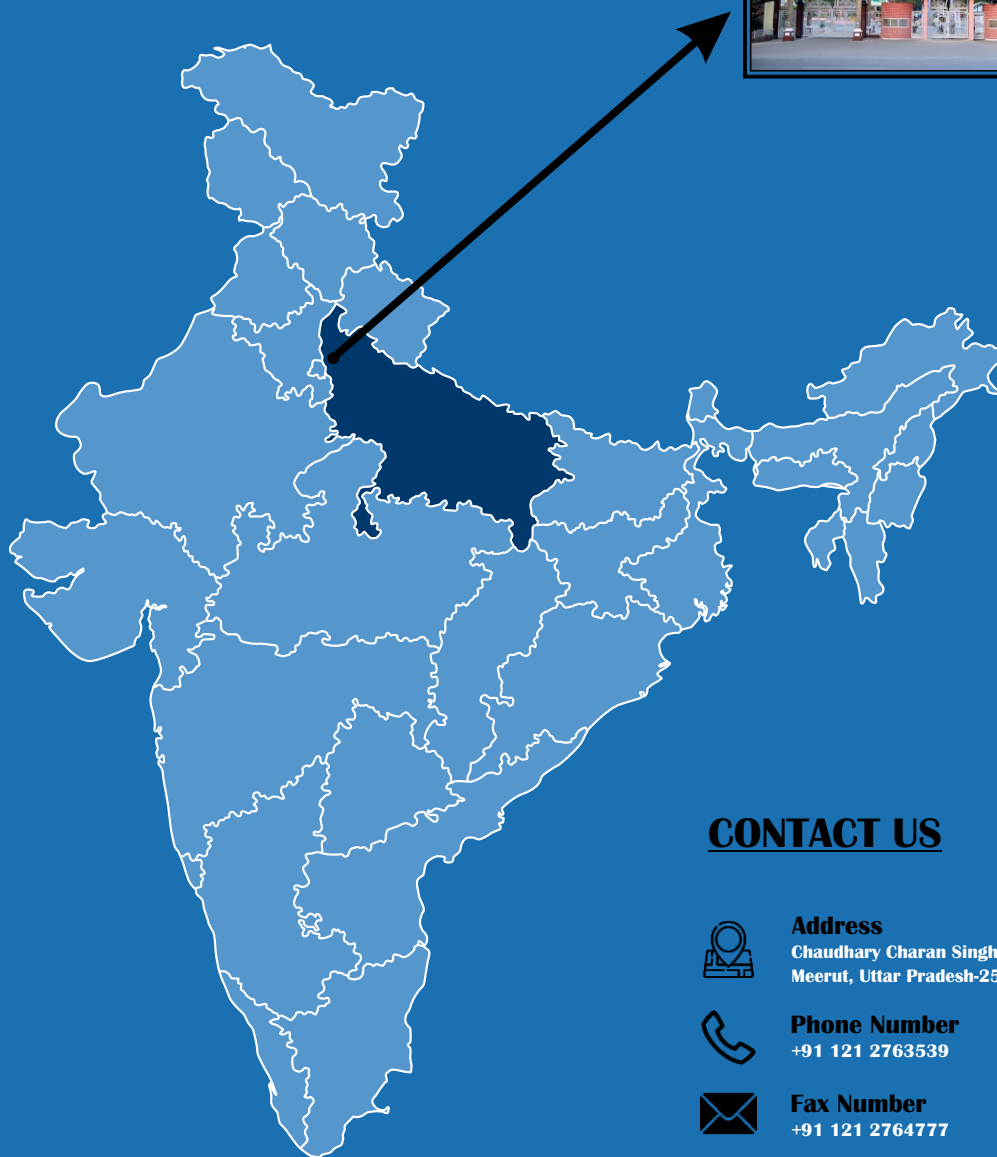 CONTACT US
Address
Chaudhary Charan Singh
Meerut, Uttar Pradesh-25
Phone Number
+91 121 2763539
Fax Number
+91 121 2764777